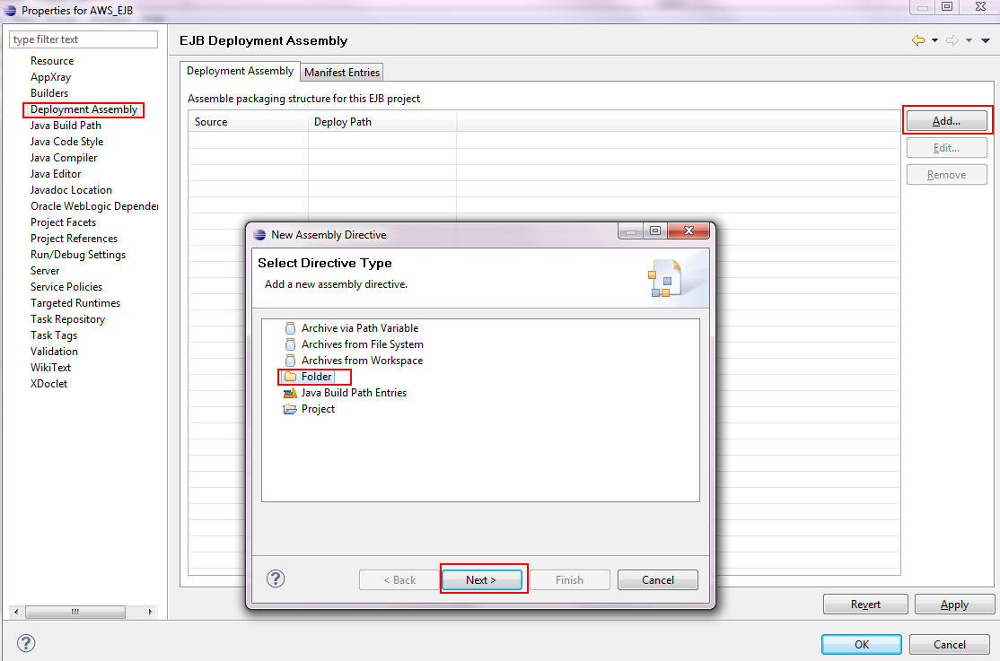 Properties for AWS_EJB
type filter text
Resource
AppXray
Builders
Deployment Assembly
Java Build Path
Java Code Style
Java Compiler
Java Editor
Javadoc Location
Oracle WebLogic Dependen
Project Facets
Project References
Run/Debug Settings
Server
Service Policies
Targeted Runtimes
Task Repository
Task Tags
Validation
WikiText
XDoclet
EJB Deployment Assembly
Deployment Assembly
Manifest Entries
Assemble packaging structure for this EJB project
Source
Deploy Path
Add...
Edit...
Remove
New Assembly Directive
Select Directive Type
Add a new assembly directive.
Archive via Path Variable
Archives from File System
Archives from Workspace
Folder
Java Build Path Entries
Project
?
< Back
Next >
Finish
Cancel
Revert
Apply
?
OK
Cancel